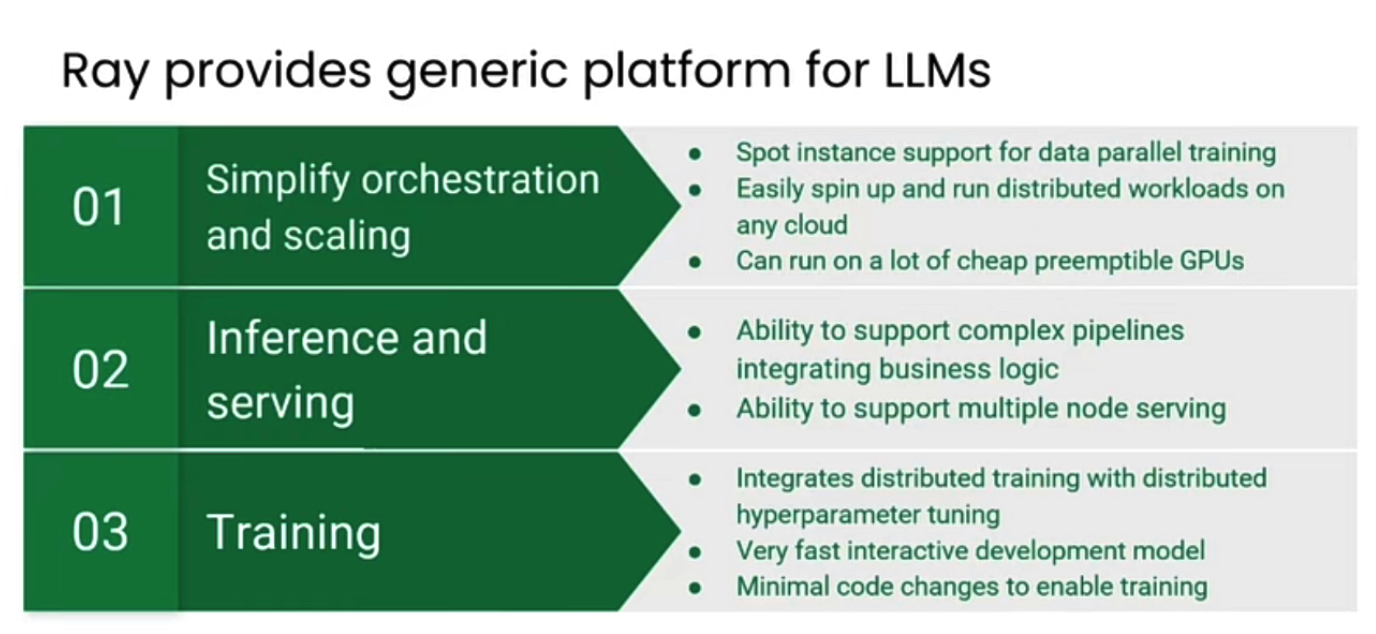 Ray provides generic platform for LLMs
01
Simplify orchestration
and scaling
● Spot instance support for data parallel training
● Easily spin up and run distributed workloads on
any cloud
● Can run on a lot of cheap preemptible GPUs
02
Inference and
serving
● Ability to support complex pipelines
integrating business logic
● Ability to support multiple node serving
03
Training
● Integrates distributed training with distributed
hyperparameter tuning
● Very fast interactive development model
● Minimal code changes to enable training